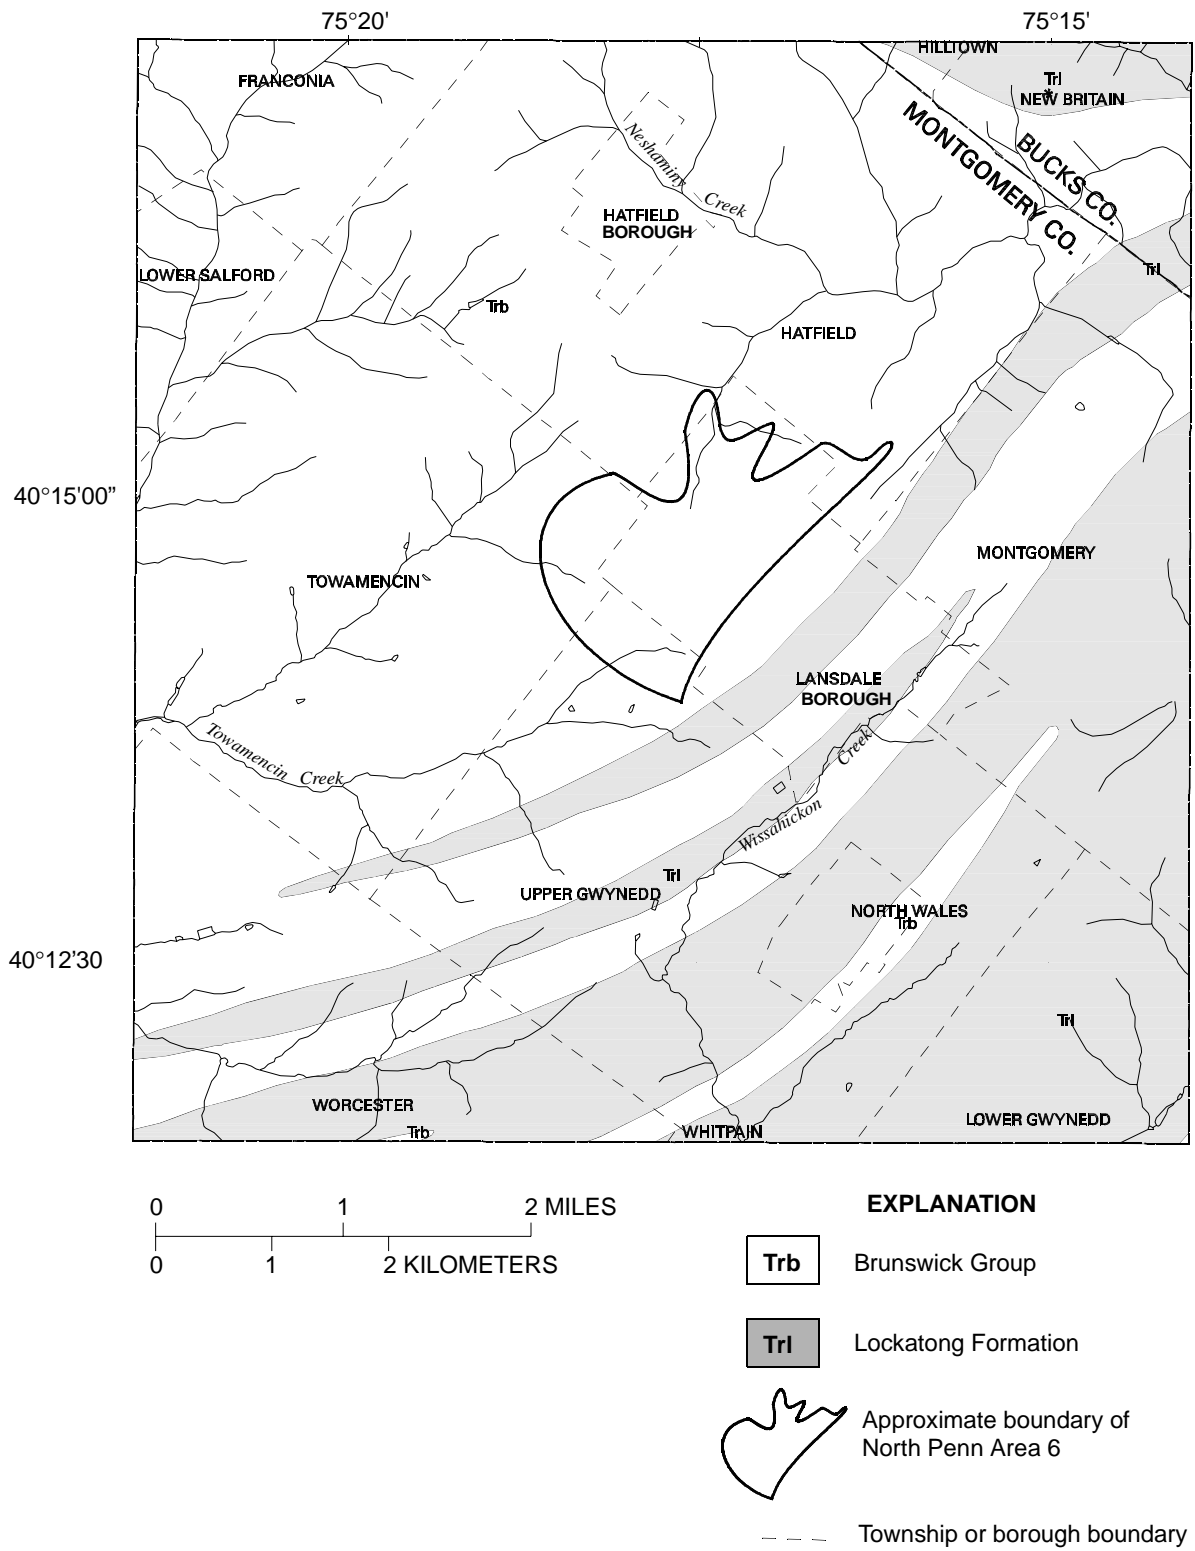 75°20'
75°15'
HILLTOWN
FRANCONIA
Trl
*
NEW BRITAIN
MONTGOMERY CO.
BUCKS CO.
Neshaminy Creek
HATFIELD
BOROUGH
LOWER SALFORD
Trl
Trb
HATFIELD
40°15'00”
MONTGOMERY
TOWAMENCIN
LANSDALE
BOROUGH
Towamencin Creek
Wissahickon Creek
Trl
UPPER GWYNEDD
NORTH WALES
Trb
40°12'30
Trl
WORCESTER
LOWER GWYNEDD
Trb
WHITPAIN
0 1 2 MILES
0 1 2 KILOMETERS
EXPLANATION
Trb Brunswick Group
Trl Lockatong Formation
Approximate boundary of
North Penn Area 6
Township or borough boundary